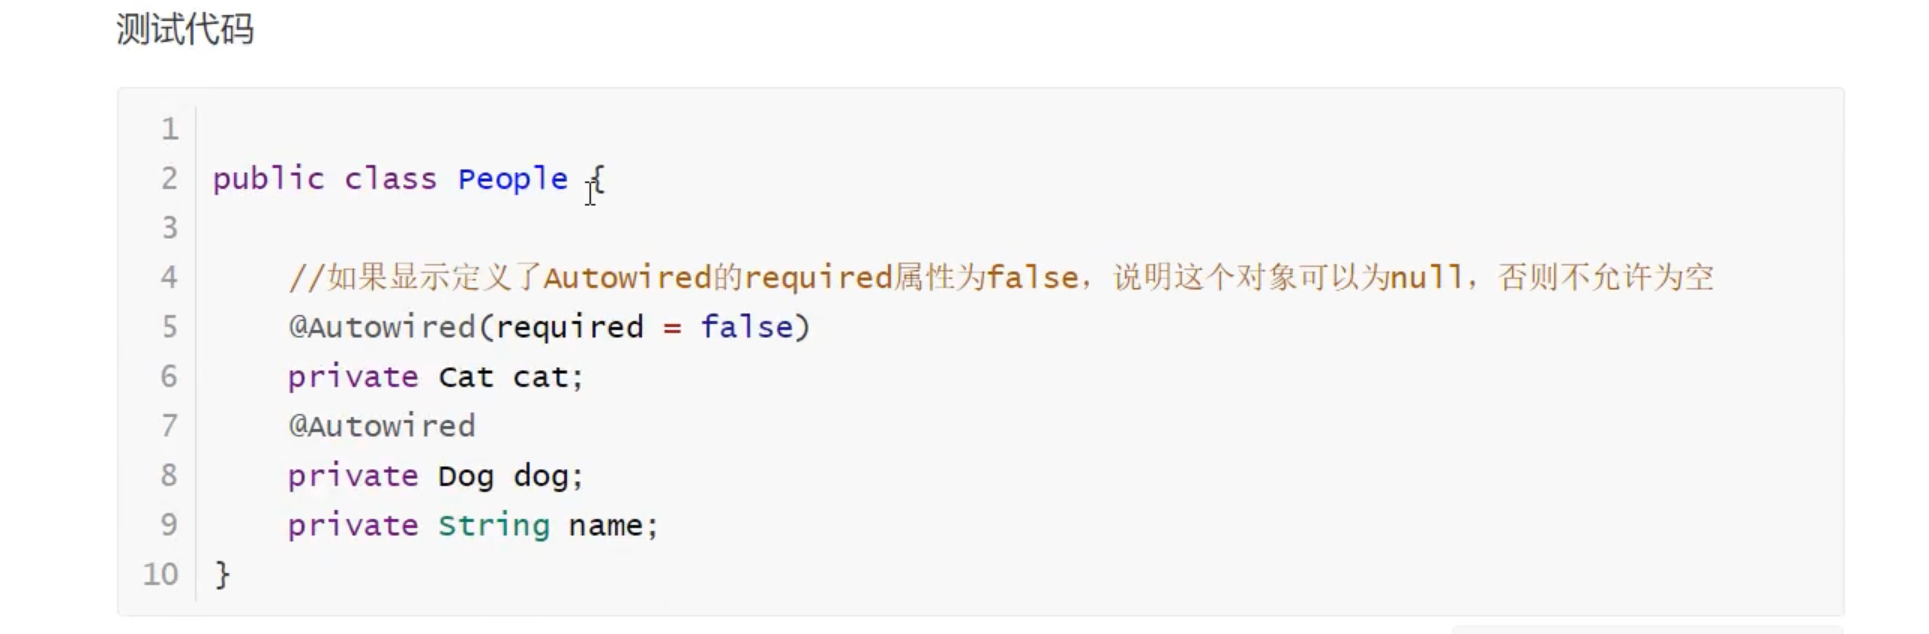 测试代码
1
2 public class People {
3
4 //如果显示定义了Autowired的required属性为false，说明这个对象可以为null，否则不允许为空
5 @Autowired(required = false)
6 private Cat cat;
7 @Autowired
8 private Dog dog;
9 private String name;
10 }